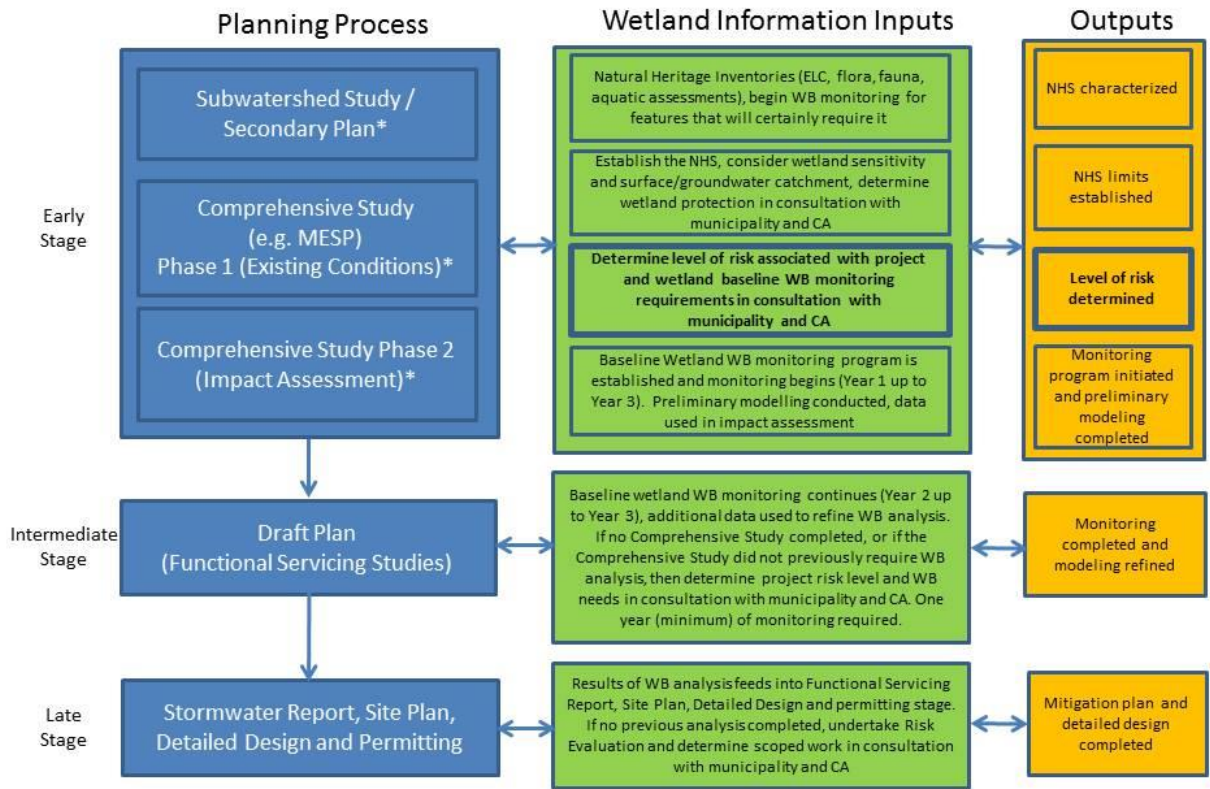 Planning Process
Wetland Information Inputs
Outputs
Early
Stage
Subwatershed Study /
Secondary Plan*
Comprehensive Study
(e.g. MESP)
Phase 1 (Existing Conditions)*
Comprehensive Study Phase 2
(Impact Assessment)*
Natural Heritage Inventories (ELC, flora, fauna,
aquatic assessments), begin WB monitoring for
features that will certainly require it
Establish the NHS, consider wetland sensitivity
and surface/groundwater catchment, determine
wetland protection in consultation with
municipality and CA
Determine level of risk associated with project
and wetland baseline WB monitoring
requirements in consultation with
municipality and CA
Baseline Wetland WB monitoring program is
established and monitoring begins (Year 1 up to
Year 3). Preliminary modelling conducted, data
used in impact assessment
NHS characterized
NHS limits
established
Level of risk
determined
Monitoring
program initiated
and preliminary
modeling
completed
Intermediate
Stage
Draft Plan
(Functional Servicing Studies)
Baseline wetland WB monitoring continues (Year 2 up
to Year 3), additional data used to refine WB analysis.
If no Comprehensive Study completed, or if the
Comprehensive Study did not previously require WB
analysis, then determine project risk level and WB
needs in consultation with municipality and CA. One
year (minimum) of monitoring required.
Monitoring
completed and
modeling refined
Late
Stage
Stormwater Report, Site Plan,
Detailed Design and Permitting
Results of WB analysis feeds into Functional Servicing
Report, Site Plan, Detailed Design and permitting stage.
If no previous analysis completed, undertake Risk
Evaluation and determine scoped work in consultation
with municipality and CA
Mitigation plan and
detailed design
completed